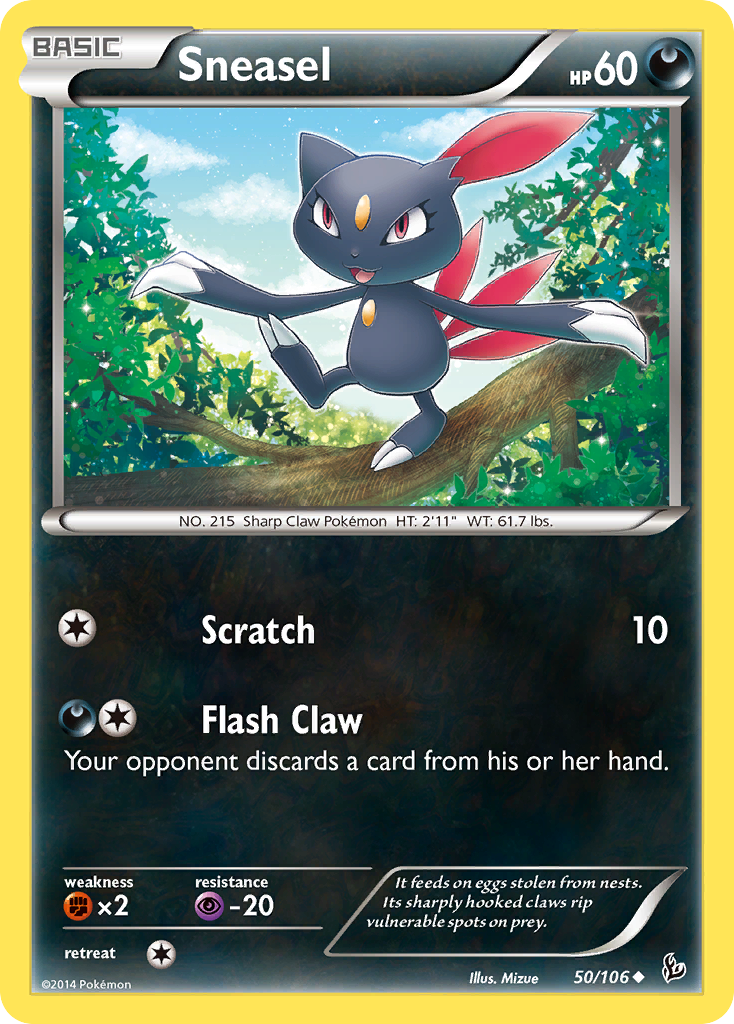 BASIC
Sneasel
HP60
NO. 215 Sharp Claw Pokémon HT: 2'11" WT: 61.7 lbs.
Scratch 10
Flash Claw
Your opponent discards a card from his or her hand.
weakness resistance
×2 -20
retreat
It feeds on eggs stolen from nests.
Its sharply hooked claws rip
vulnerable spots on prey.
©2014 Pokémon
Illus. Mizue 50/106